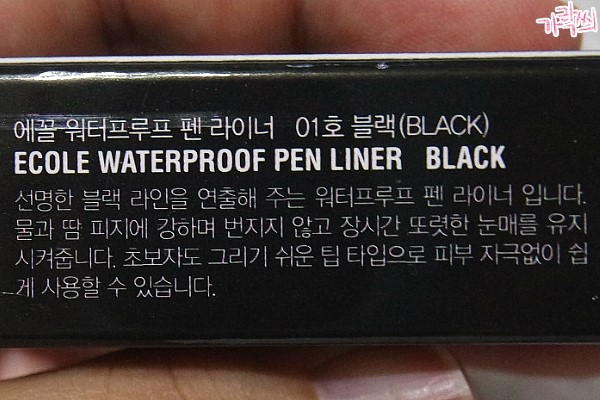 가락찌
에꼴 워터프루프 펜 라이너 01호 블랙(BLACK)
ECOLE WATERPROOF PEN LINER BLACK
선명한 블랙 라인을 연출해 주는 워터프루프 펜 라이너 입니다.
물과 땀 피지에 강하며 번지지 않고 장시간 또렷한 눈매를 유지
시켜줍니다. 초보자도 그리기 쉬운 팁 타입으로 피부 자극없이 쉽
게 사용할 수 있습니다.